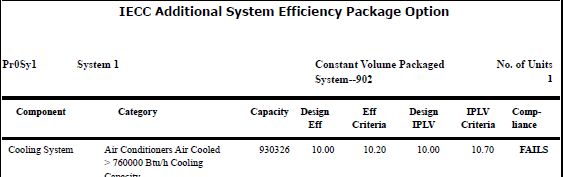 IECC Additional System Efficiency Package Option
Pr0Sy1 System 1 Constant Volume Packaged No. of Units
System--902 1
Component Category Capacity Design Eff Design IPLV Comp-
Eff Criteria IPLV Criteria liance
Cooling System Air Conditioners Air Cooled 930326 10.00 10.20 10.00 10.70 FAILS
> 760000 Btu/h Cooling
Capacity